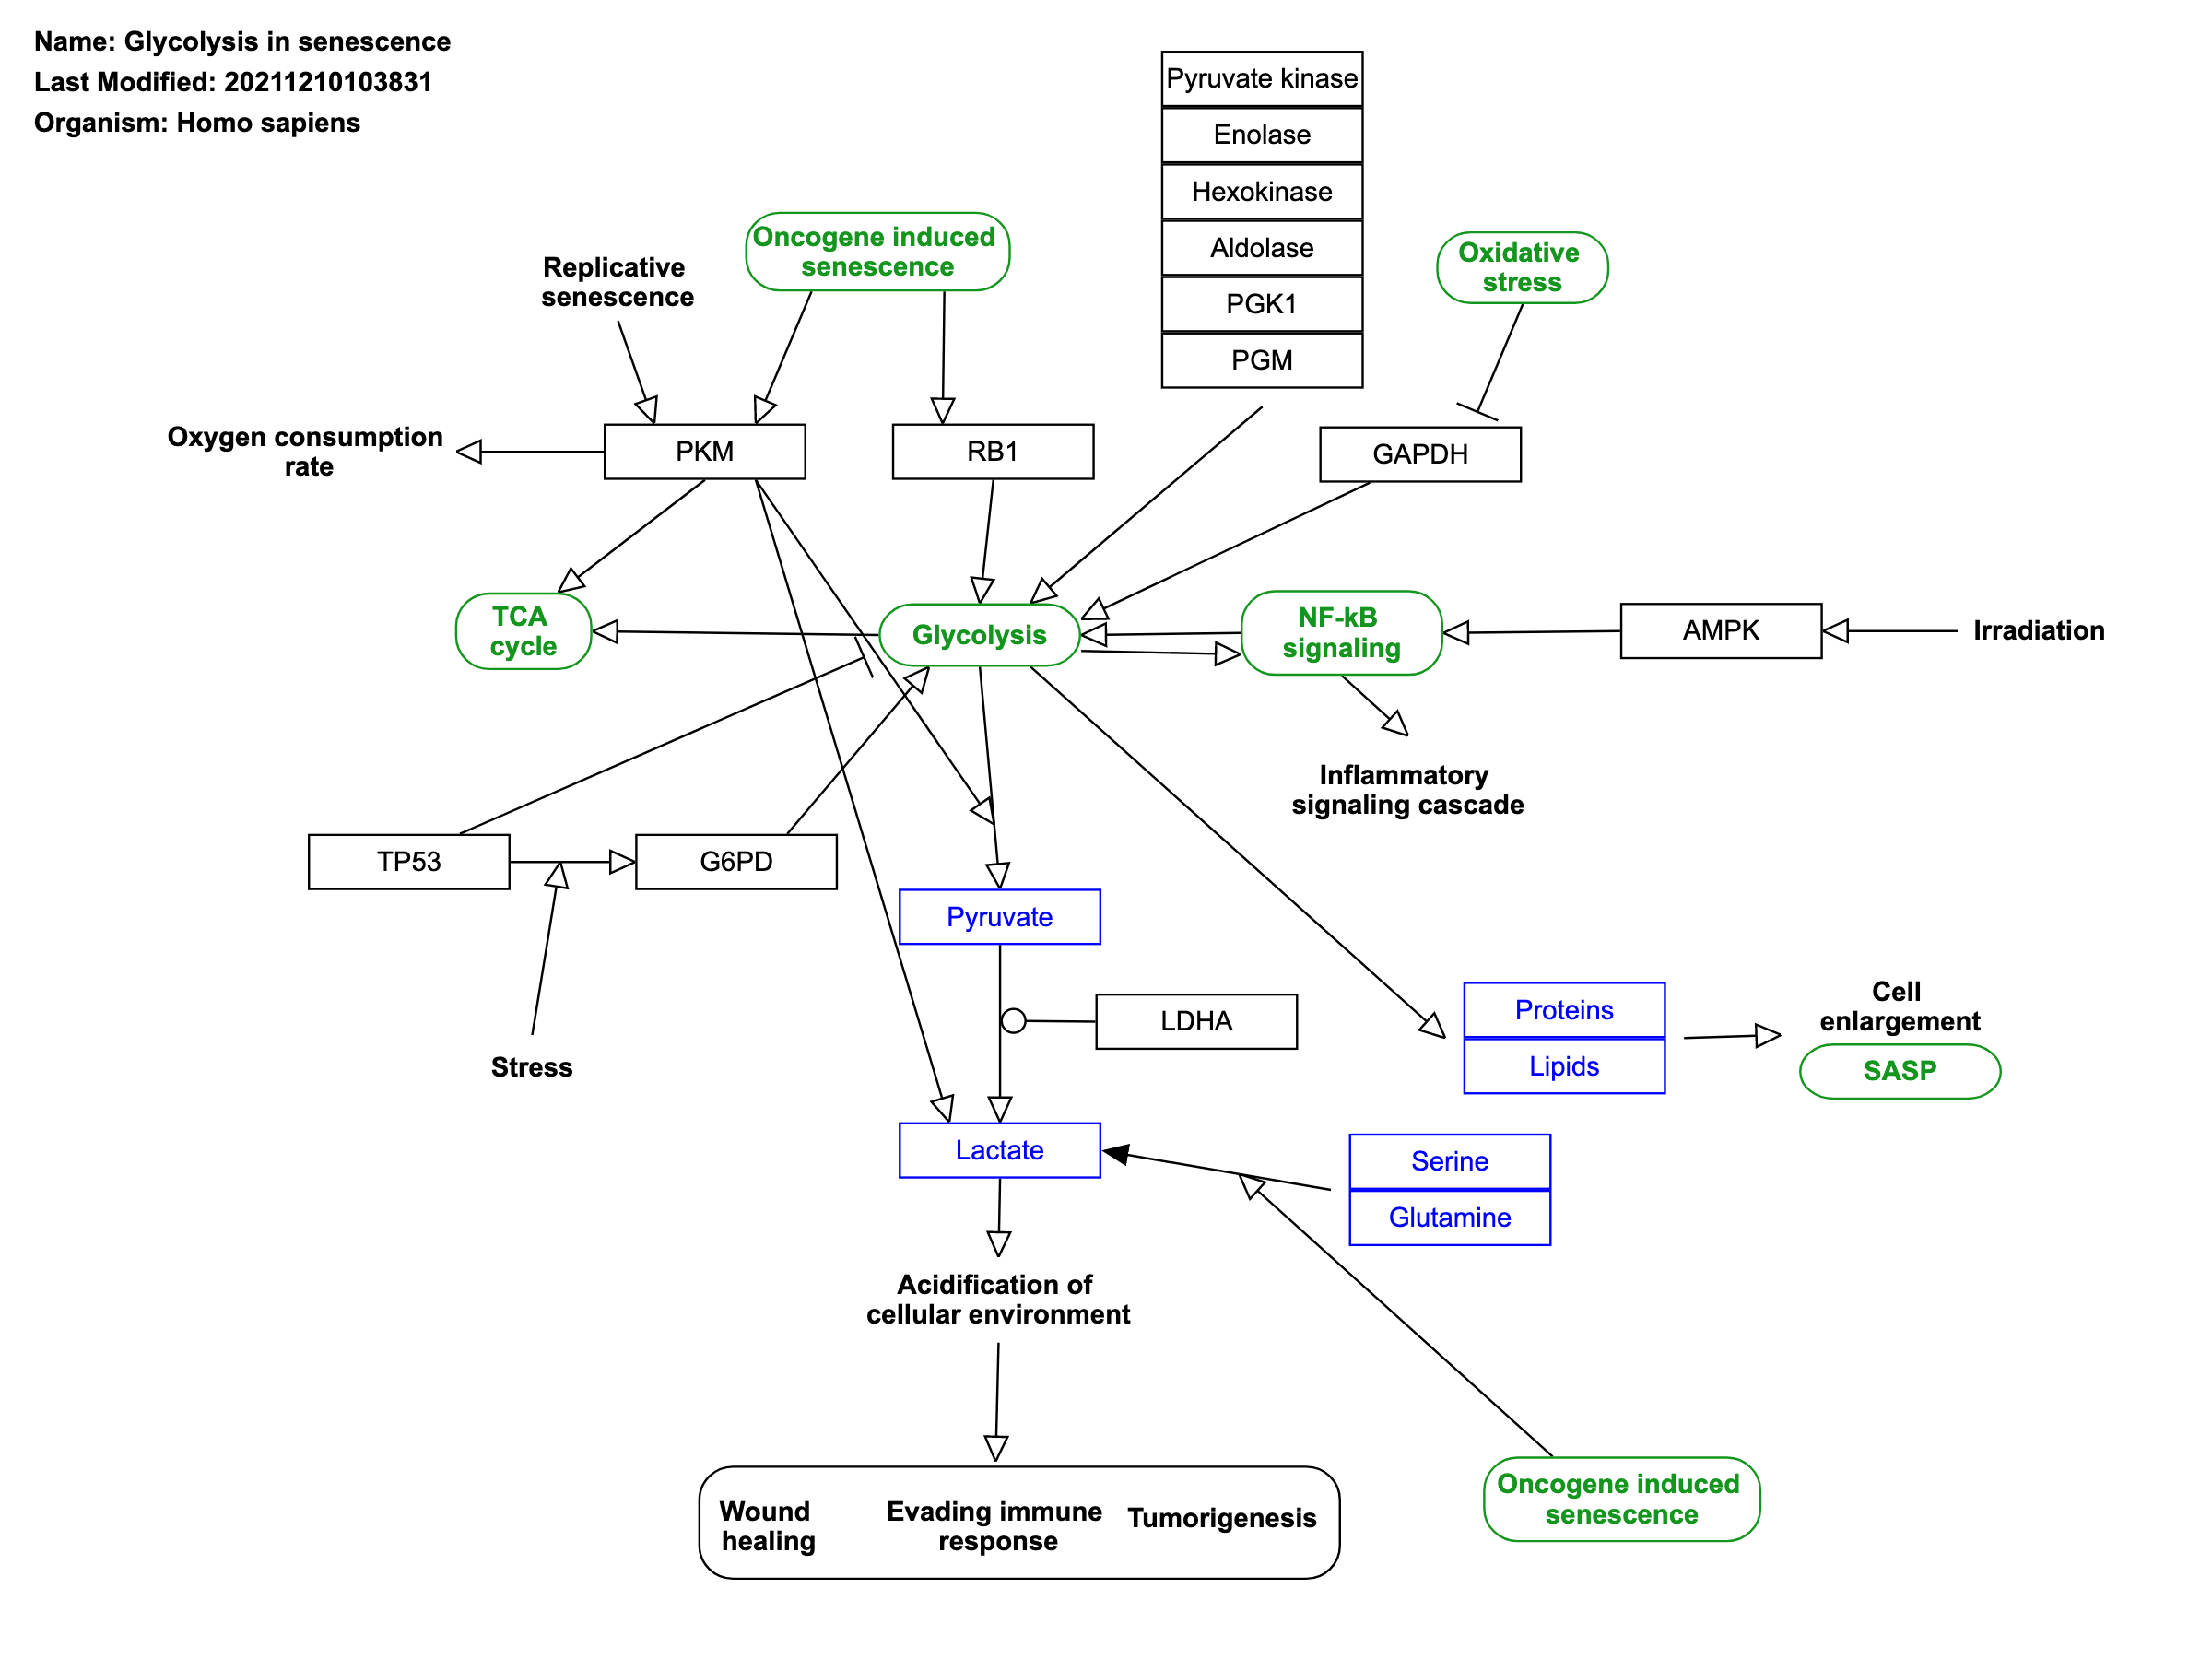 Name: Glycolysis in senescence
Last Modified: 20211210103831
Organism: Homo sapiens
Pyruvate kinase
Enolase
Hexokinase
Aldolase
PGK1
PGM
Oncogene induced
senescence
Replicative
senescence
Oxidative
stress
Oxygen consumption
rate
PKM
RB1
GAPDH
TCA
cycle
Glycolysis
NF-kB
signaling
AMPK
Irradiation
Inflammatory
signaling cascade
TP53
G6PD
Pyruvate
LDHA
Stress
Proteins
Lipids
Cell
enlargement
SASP
Lactate
Serine
Glutamine
Acidification of
cellular environment
Wound
healing
Evading immune
response
Tumorigenesis
Oncogene induced
senescence